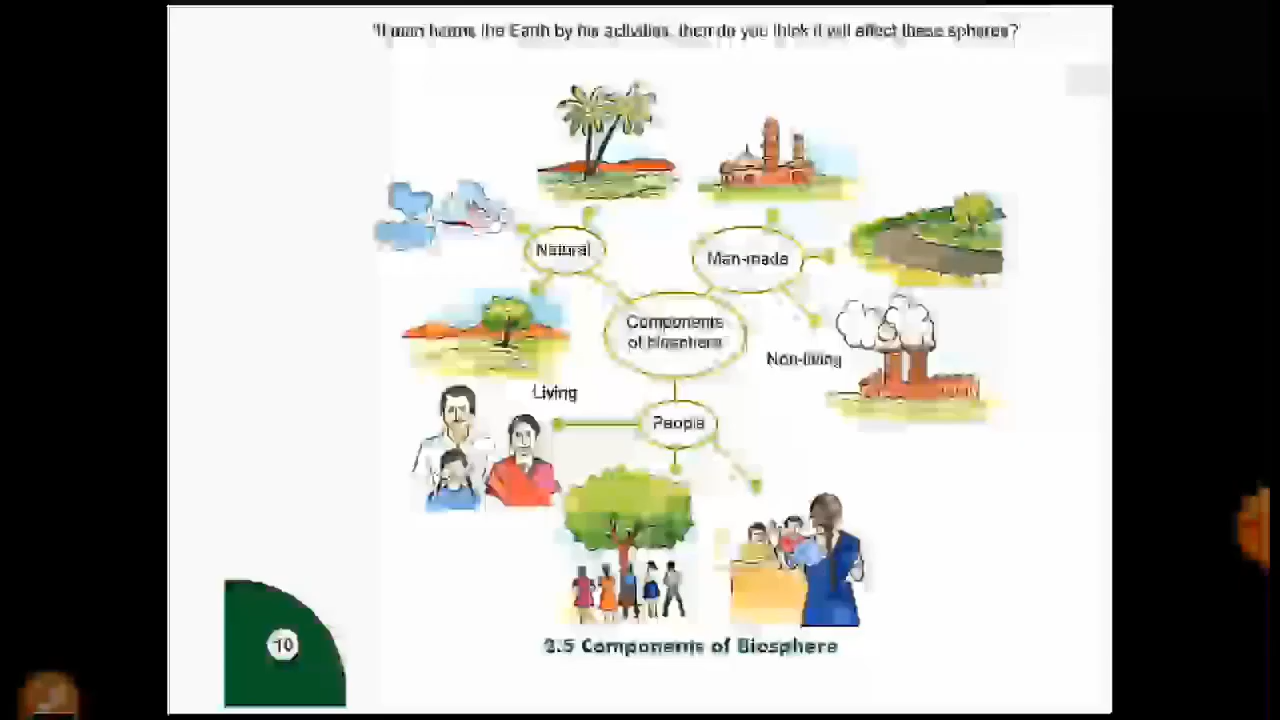 "If man harms the Earth by his activities, then do you think it will affect these spheres?"
Natural
Man-made
Components
of biosphere
Non-living
Living
People
10
2.5 Components of Biosphere